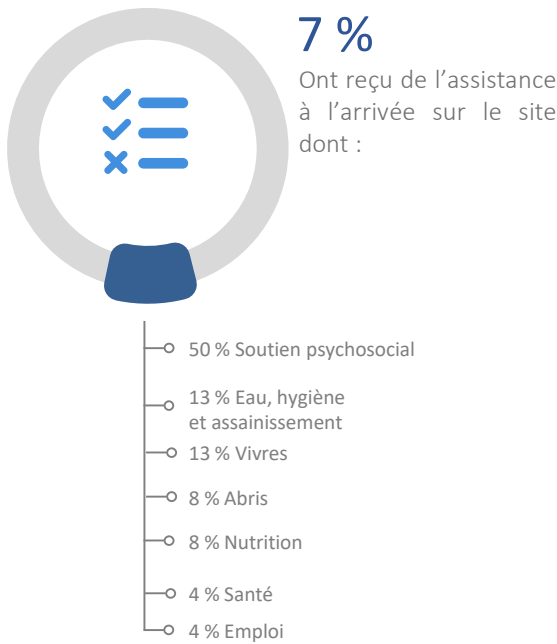 7 %
Ont reçu de l’assistance
à l’arrivée sur le site
dont :
50 % Soutien psychosocial
13 % Eau, hygiène
et assainissement
13 % Vivres
8 % Abris
8 % Nutrition
4 % Santé
4 % Emploi